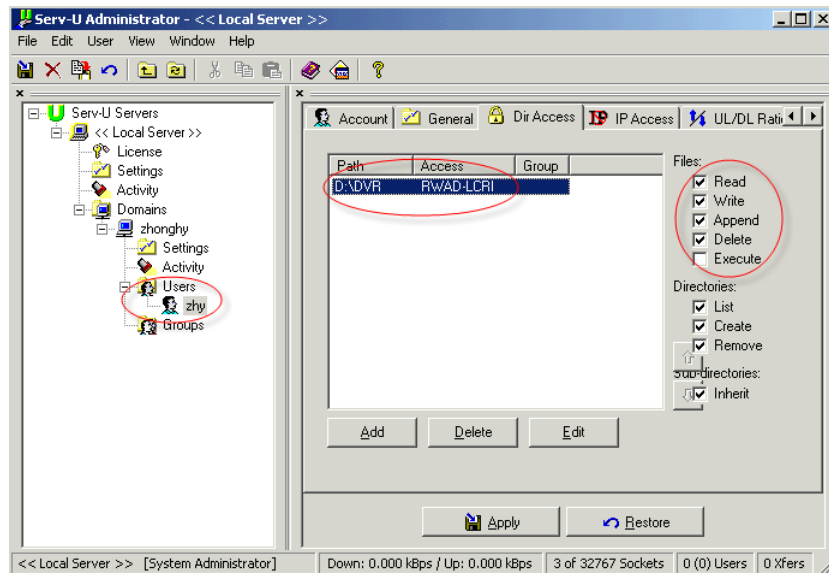 Serv-U Administrator - << Local Server >>
File Edit User View Window Help
Serv-U Servers
<< Local Server >>
License
Settings
Activity
Domains
zhonghy
Settings
Activity
Users
zhy
Groups
Account General Dir Access IP Access UL/DL
Path Access Group
D:\DVR RWAD-LCRI
Files:
Read
Write
Append
Delete
Execute
Directories:
List
Create
Remove
Sub-directories:
Inherit
Add Delete Edit
Apply Restore
<< Local Server >> [System Administrator] Down: 0.000 kBps / Up: 0.000 kBps 3 of 32767 Sockets 0 (0) Users 0 Xfers